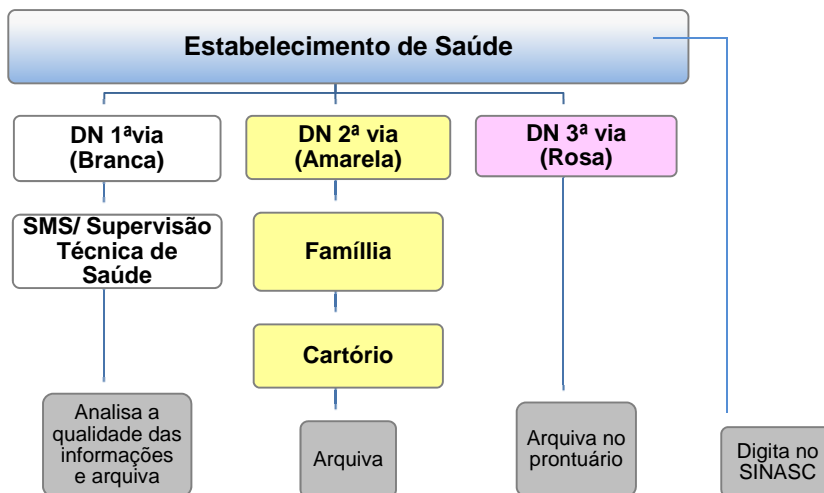 Estabelecimento de Saúde
DN 1ªvia
(Branca)
DN 2ª via
(Amarela)
DN 3ª via
(Rosa)
SMS/ Supervisão
Técnica de
Saúde
Famíllia
Cartório
Analisa a
qualidade das
informações
e arquiva
Arquiva
Arquiva no
prontuário
Digita no
SINASC